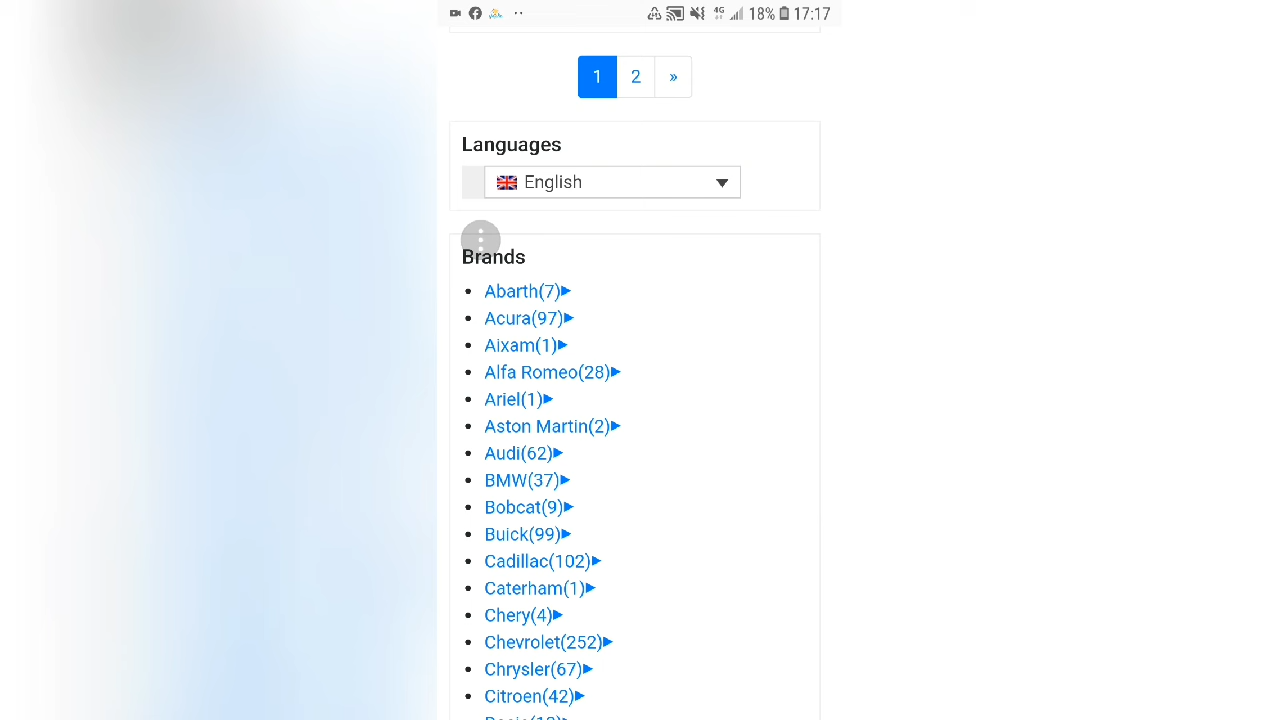 4G 18% 17:17
1 2 »
Languages
English
Brands
Abarth(7)
Acura(97)
Aixam(1)
Alfa Romeo(28)
Ariel(1)
Aston Martin(2)
Audi(62)
BMW(37)
Bobcat(9)
Buick(99)
Cadillac(102)
Caterham(1)
Chery(4)
Chevrolet(252)
Chrysler(67)
Citroen(42)